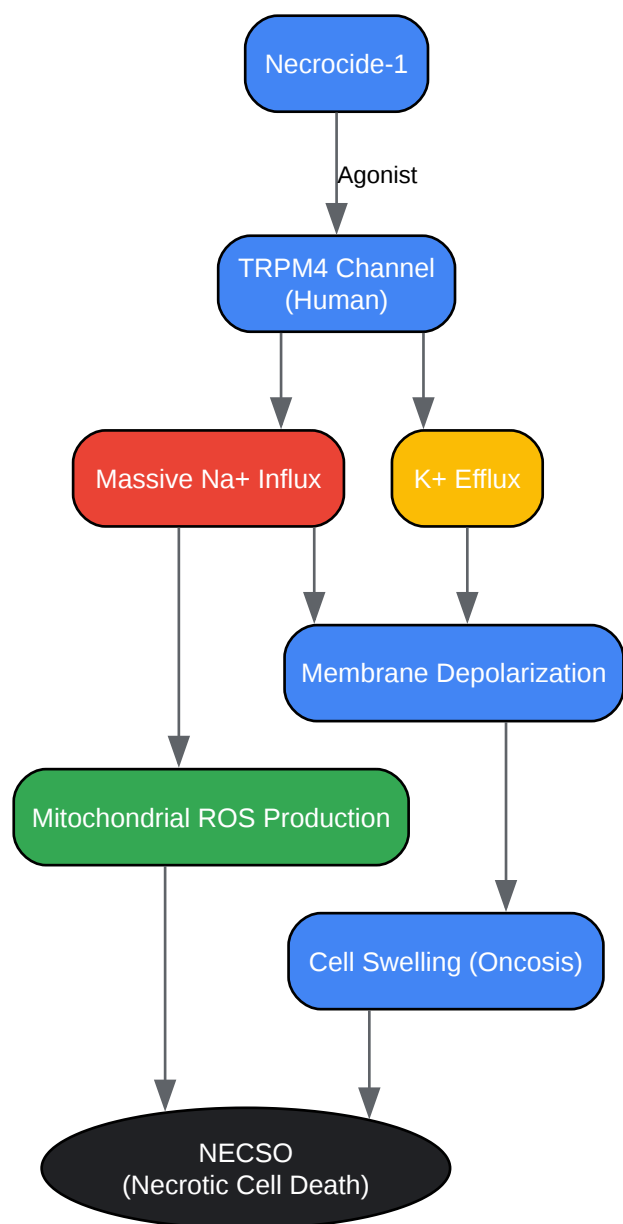 Necrocide-1
Agonist
TRPM4 Channel
(Human)
Massive Na+ Influx
K+ Efflux
Membrane Depolarization
Mitochondrial ROS Production
Cell Swelling (Oncosis)
NECSO
(Necrotic Cell Death)